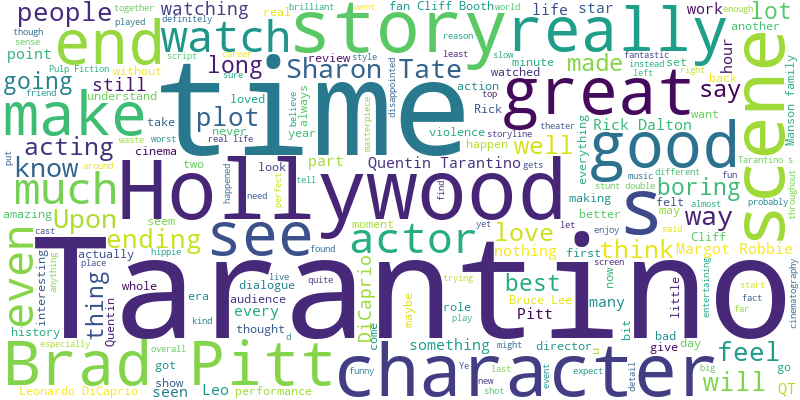 people
life star
work
another
lot
brilliant
went
world
fan Cliff Booth
together
played
definitely
though
sense
watching
end
watch
story
really
point
going
still
long
Sharon Tate
script
without
review
real
style
reason
least
slow
fantastic
instead
left
minute
made
set
hour
back
right
Pulp Fiction
career
sure
friend
understand
loved
make
time
great
say
scene
Manson family
plot
always
believe
disappointed
watched
action
top
Rick
storyline
theater
everything
Rick Dalton
want
take
never
year
violence
happen
waste
worst
real life
masterpiece
put
acting
cinema
know
around
two
look
part
Quentin Tarantino
gets
well
good
boring
Tarantino s
throughout
happened
need
tell
perfect
find
music
different
fun
stunt double
almost
making
much
Hollywood
s
way
better
felt
may
probably
amazing
Upon
seem
see
moment
yet
let
enjoy
said
cast
actually
ending
found
actor
love
nothing
first
think
Cliff
Margot Robbie
even
interesting
anything
place
hippie
thing
Quentin
Tarantino
screen
now
entertaining
cinematography
live
trying
whole
era
dialogue
quite
DiCaprio
best
Bruce Lee
Pitt
many
little
start
fact
far
history
kind
audience
every
maybe
come
role
play
bit
thought
d
something
might
director
u
bad
give
day
especially
overall
Brad Pitt
character
feel
got
show
seen
Leo
funny
Ye
last
event
expect
detail
big
will
go
QT
Leonardo DiCaprio
performance
new
shot